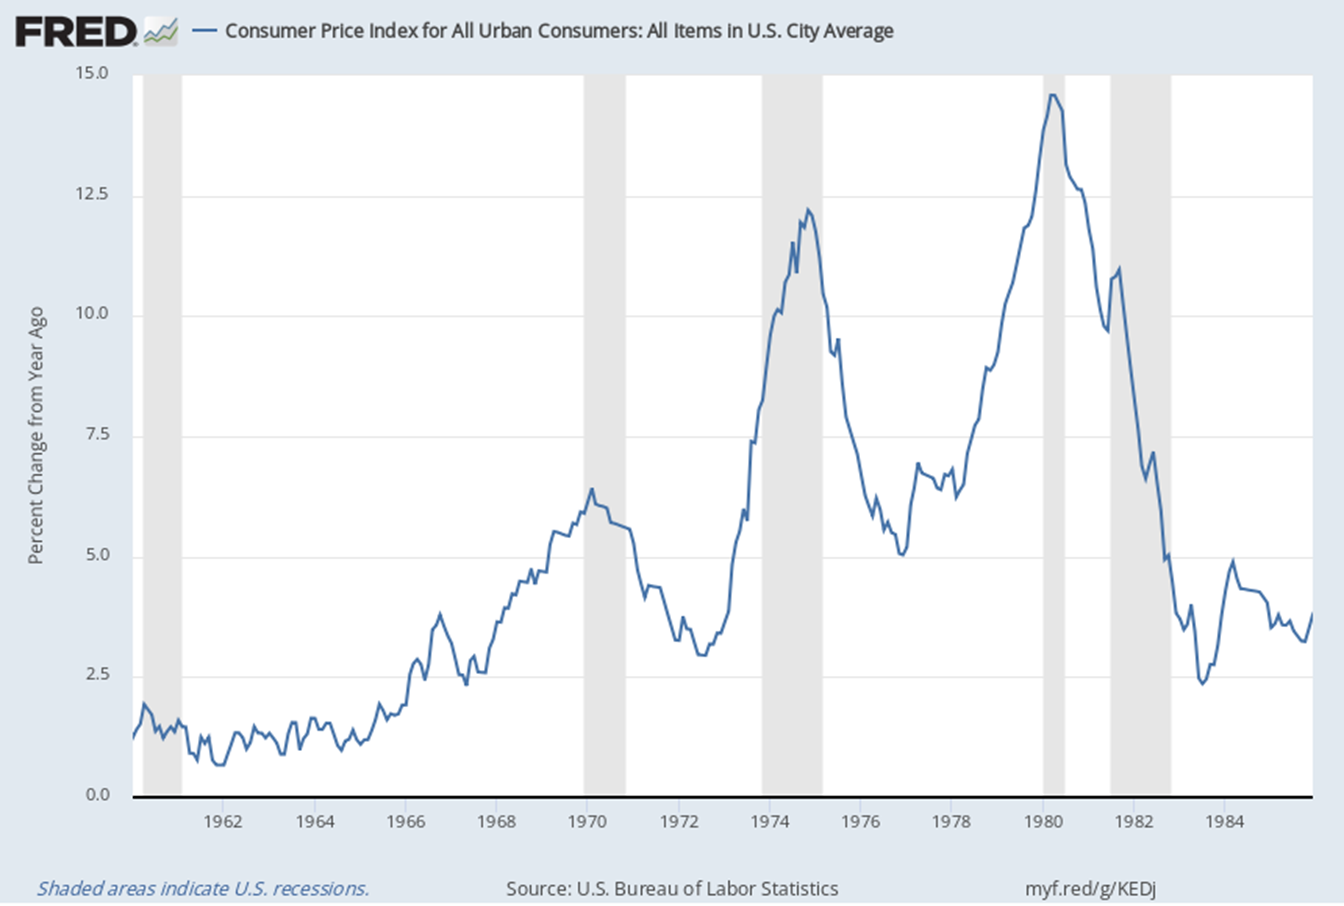 FRED
Consumer Price Index for All Urban Consumers: All Items in U.S. City Average
Percent Change from Year Ago
15.0
12.5
10.0
7.5
5.0
2.5
0.0
1962 1964 1966 1968 1970 1972 1974 1976 1978 1980 1982 1984
Shaded areas indicate U.S. recessions. Source: U.S. Bureau of Labor Statistics myf.red/g/KEDj